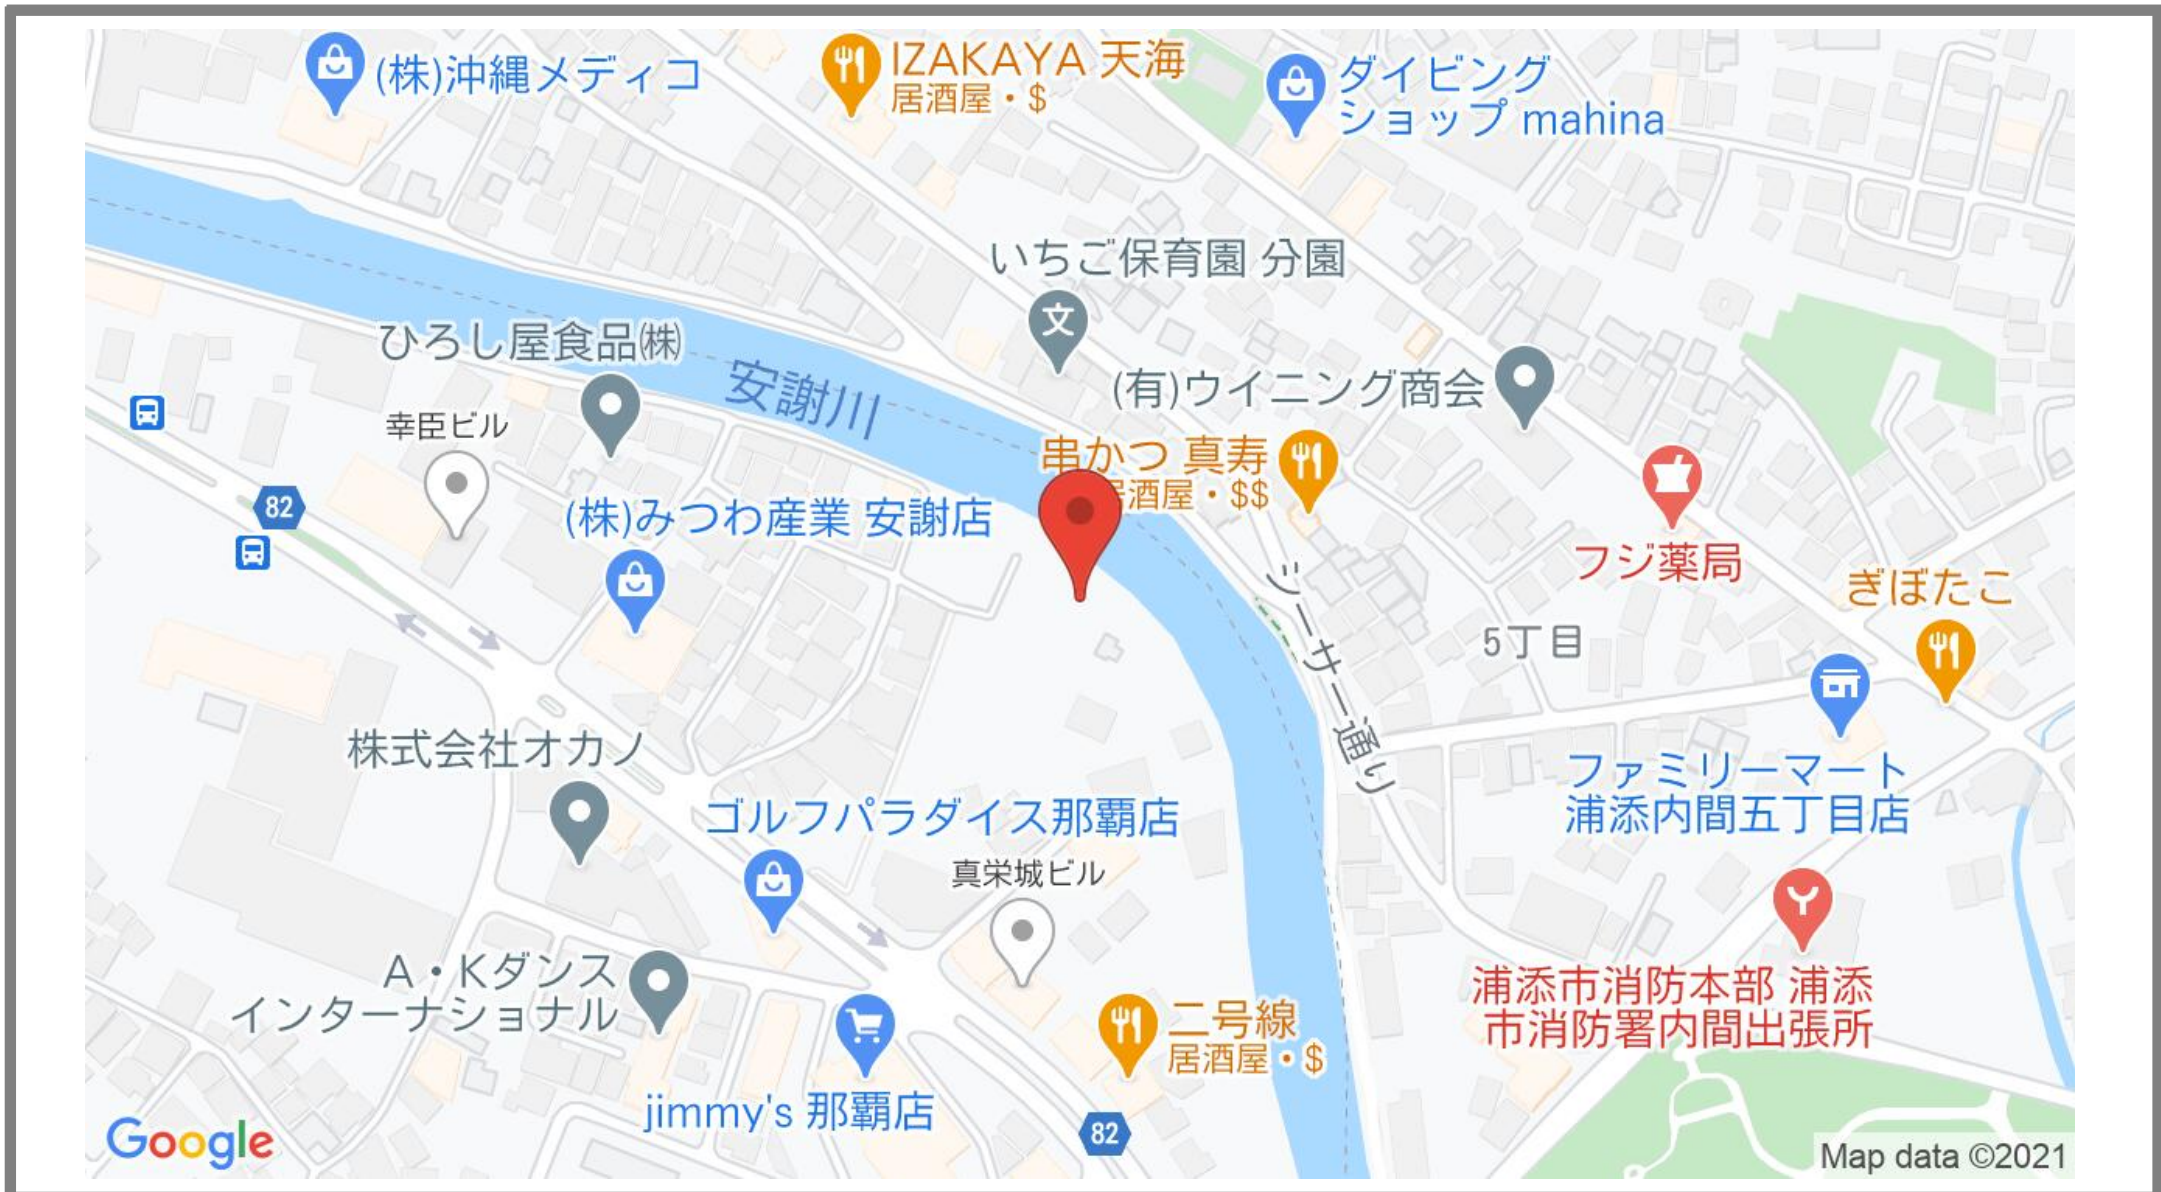 (株)沖縄メディコ
IZAKAYA 天海
居酒屋・$
ダイビング
ショップ mahina
いちご保育園 分園
文
ひろし屋食品㈱
安謝川
(有)ウイニング商会
幸臣ビル
串かつ 真寿
酒屋・$$
82
(株)みつわ産業 安謝店
フジ薬局
ぎぼたこ
シーサー通り
5丁目
株式会社オカノ
ファミリーマート
浦添内間五丁目店
ゴルフパラダイス那覇店
真栄城ビル
A・Kダンス
インターナショナル
浦添市消防本部 浦添
市消防署内間出張所
二号線
居酒屋・$
jimmy's 那覇店
82
Google
Map data ©2021